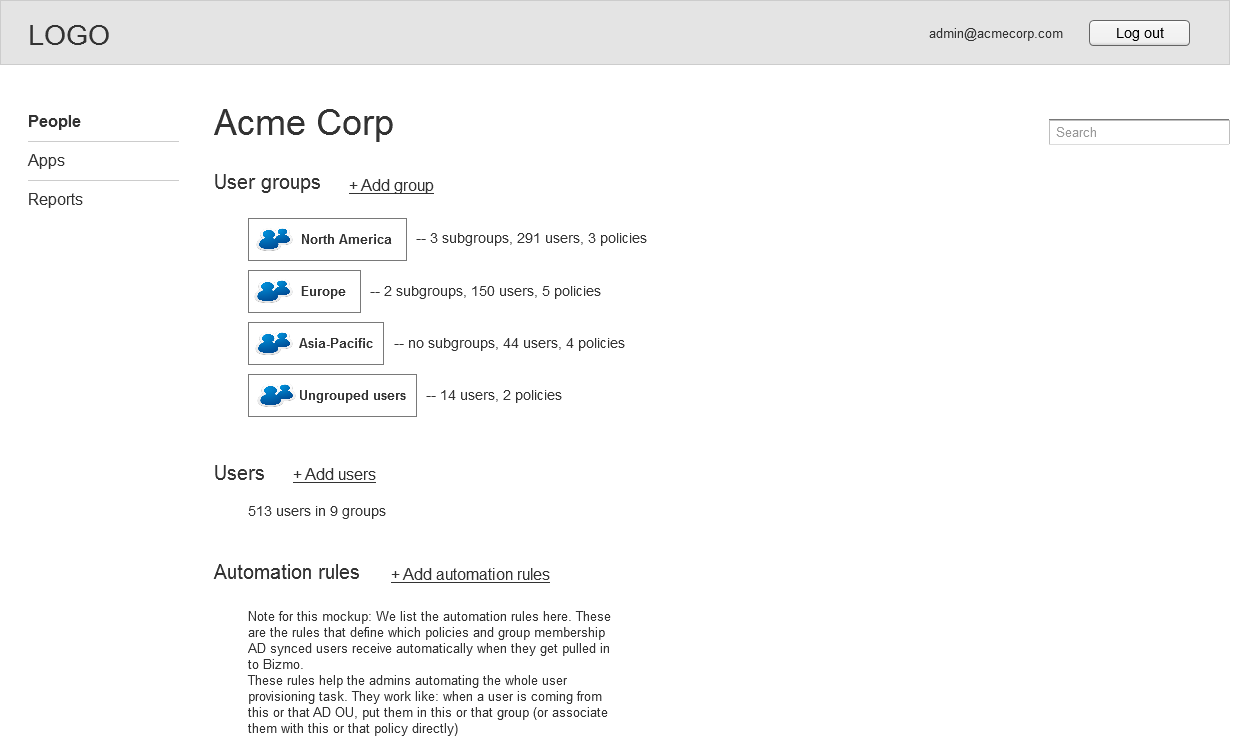 LOGO
admin@acmecorp.com
Log out
People
Apps
Reports
Acme Corp
Search
User groups
+ Add group
North America -- 3 subgroups, 291 users, 3 policies
Europe -- 2 subgroups, 150 users, 5 policies
Asia-Pacific -- no subgroups, 44 users, 4 policies
Ungrouped users -- 14 users, 2 policies
Users
+ Add users
513 users in 9 groups
Automation rules
+ Add automation rules
Note for this mockup: We list the automation rules here. These
are the rules that define which policies and group membership
AD synced users receive automatically when they get pulled in
to Bizmo.
These rules help the admins automating the whole user
provisioning task. They work like: when a user is coming from
this or that AD OU, put them in this or that group (or associate
them with this or that policy directly)